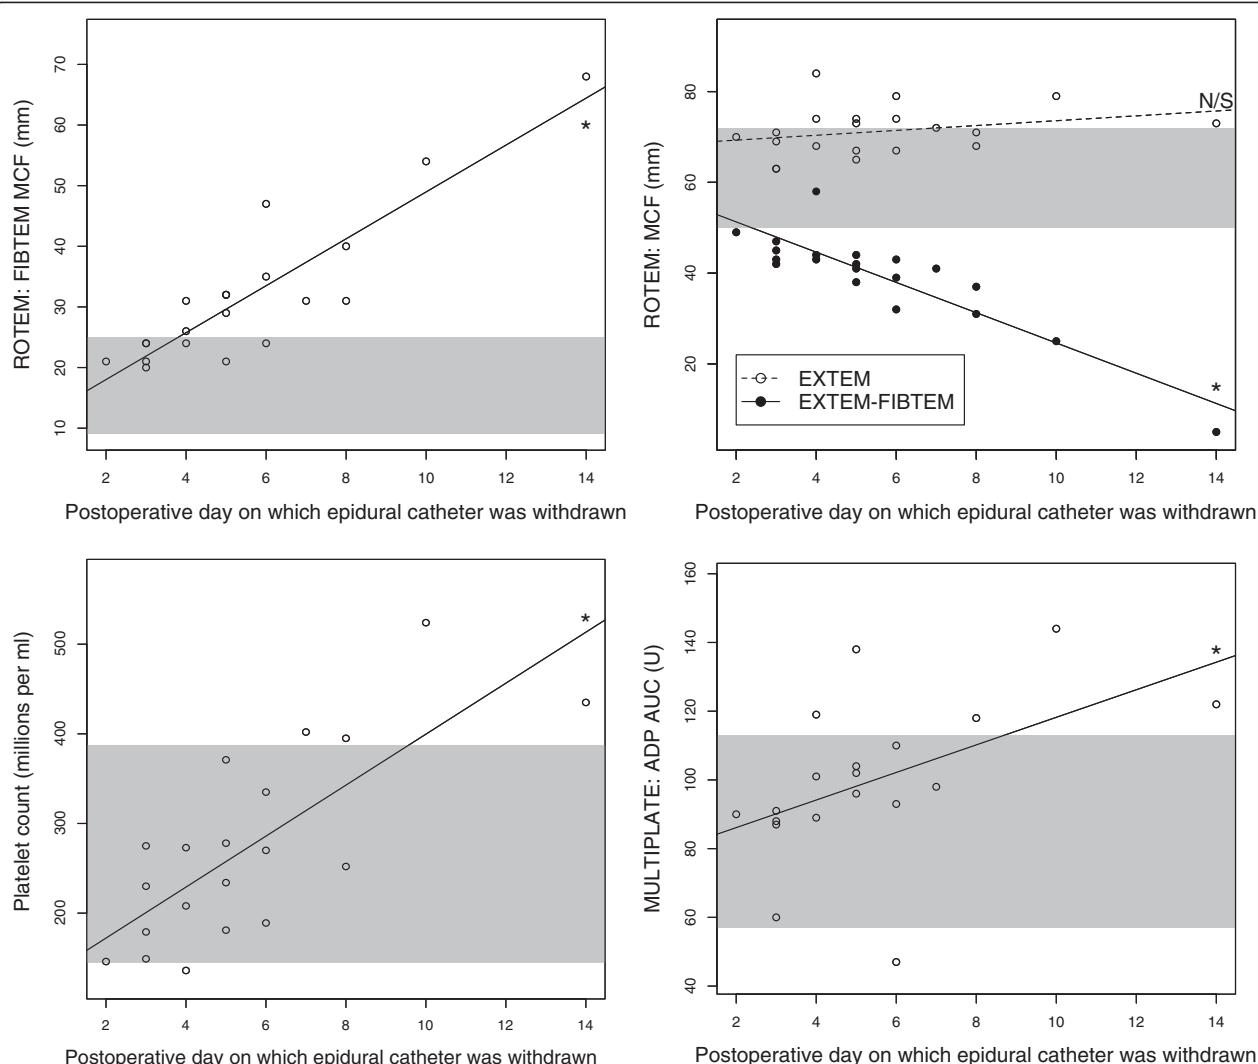 ROTEM: FIBTEM MCF (mm)
70
60
50
40
30
20
10
*
2 4 6 8 10 12 14
Postoperative day on which epidural catheter was withdrawn
ROTEM: MCF (mm)
80
60
40
20
N/S
*
EXTEM
EXTEM-FIBTEM
2 4 6 8 10 12 14
Postoperative day on which epidural catheter was withdrawn
Platelet count (millions per ml)
500
400
300
200
*
2 4 6 8 10 12 14
Postoperative day on which epidural catheter was withdrawn
MULTIPLATE: ADP AUC (U)
160
140
120
100
80
60
40
*
2 4 6 8 10 12 14
Postoperative day on which epidural catheter was withdrawn